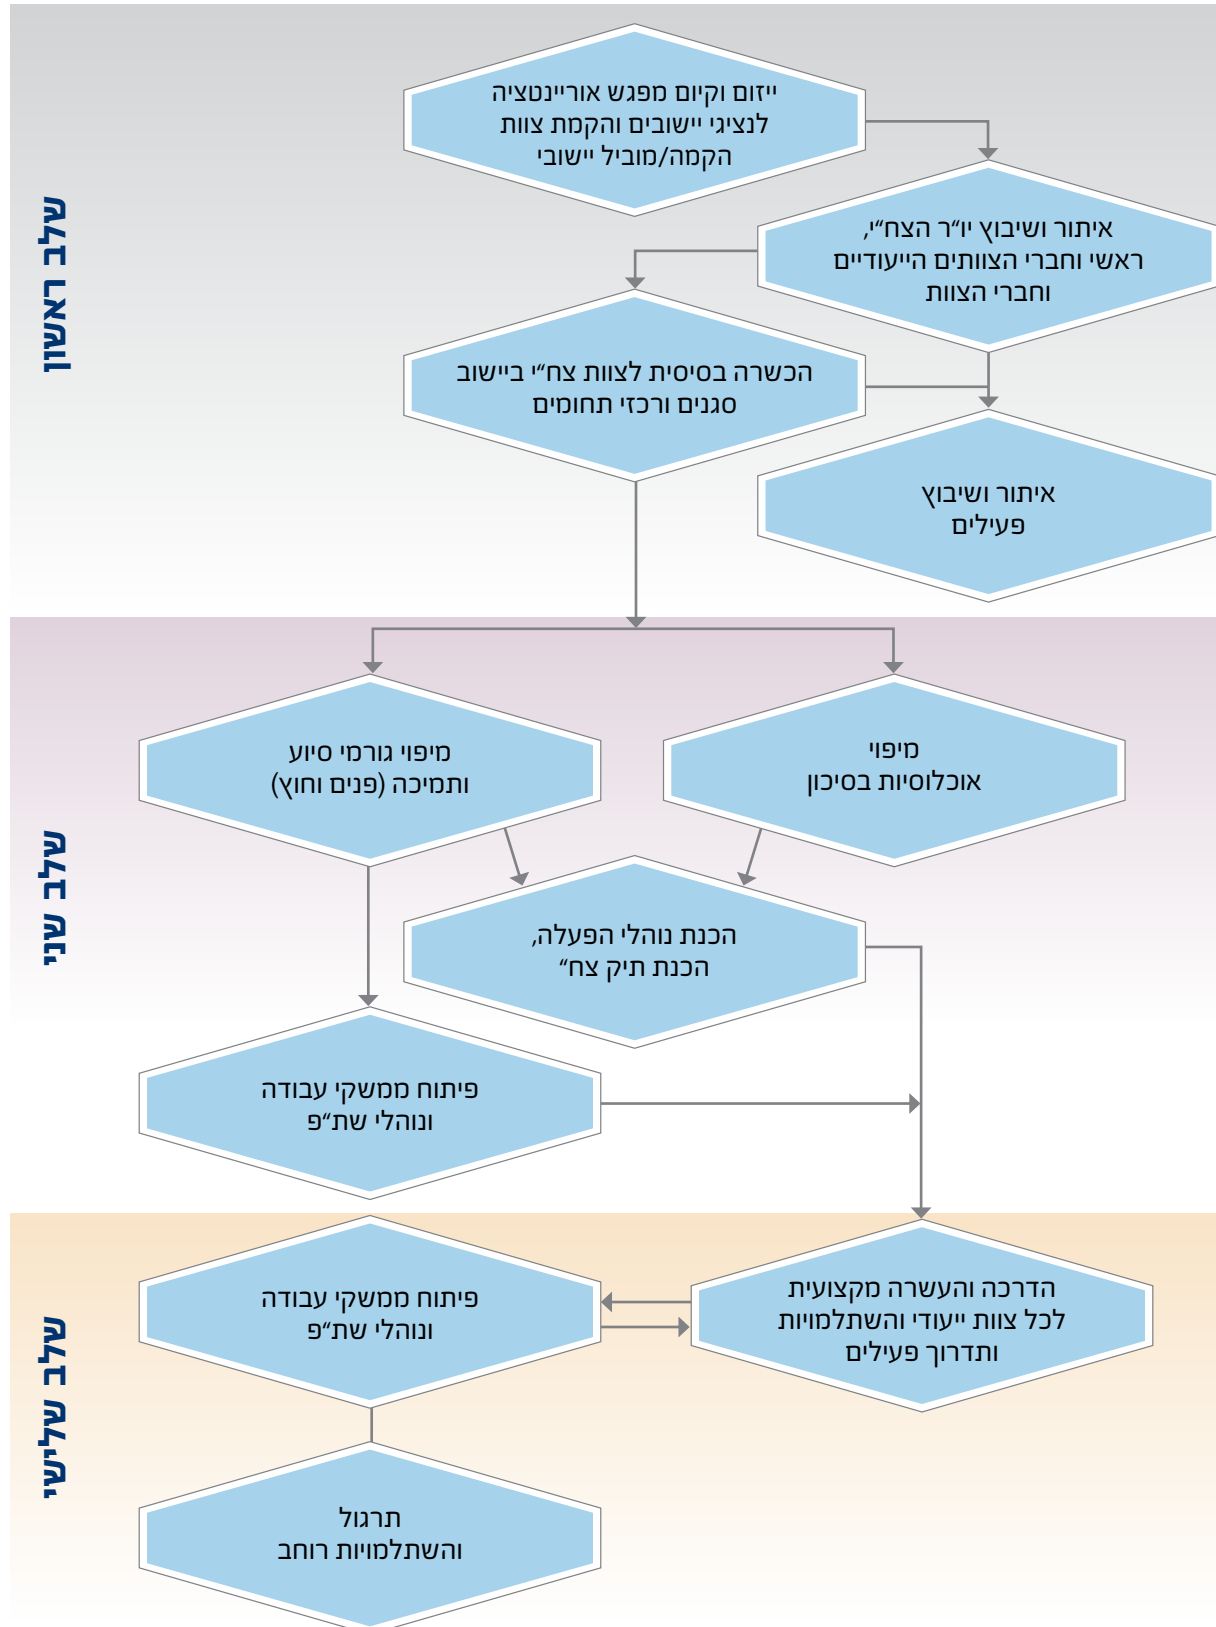 שלב ראשון
ייזום וקיום מפגש אוריינטציה
לנציגי יישובים והקמת צוות
הקמה/מוביל יישובי
איתור ושיבוץ יו״ר הצח״י,
ראשי וחברי הצוותים הייעודיים
וחברי הצוות
הכשרה בסיסית לצוות צח״י ביישוב
סגנים ורכזי תחומים
איתור ושיבוץ
פעילים
שלב שני
מיפוי
אוכלוסיות בסיכון
מיפוי גורמי סיוע
ותמיכה (פנים וחוץ)
הכנת נוהלי הפעלה,
הכנת תיק צח״
פיתוח ממשקי עבודה
ונוהלי שת״פ
שלב שלישי
הדרכה והעשרה מקצועית
לכל צוות ייעודי והשתלמויות
ותדרוך פעילים
פיתוח ממשקי עבודה
ונוהלי שת״פ
תרגול
והשתלמויות רוחב